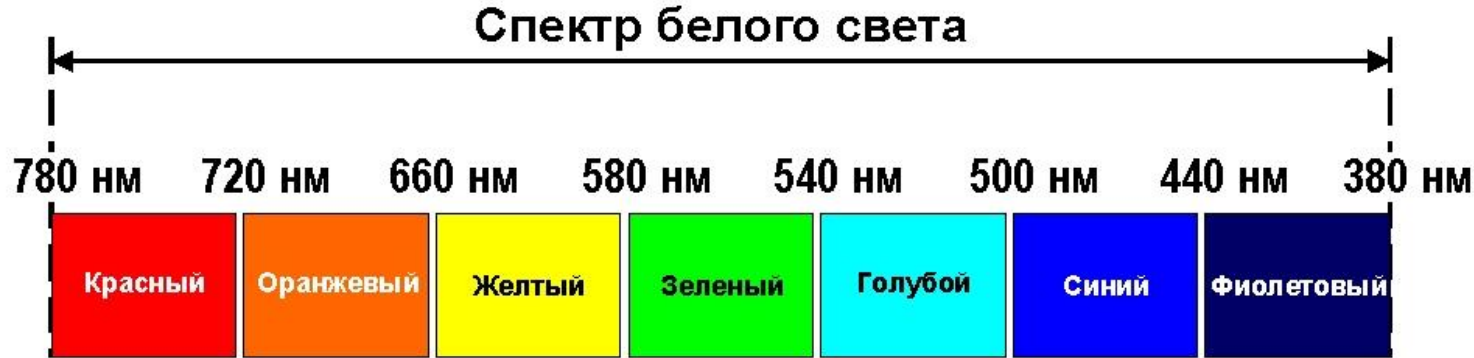 Спектр белого света
780 нм 720 нм 660 нм 580 нм 540 нм 500 нм 440 нм 380 нм
Красный Оранжевый Желтый Зеленый Голубой Синий Фиолетовый